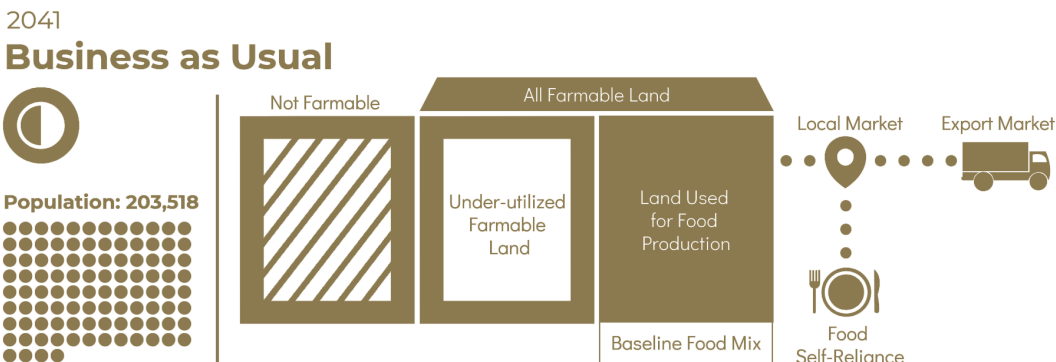 2041
Business as Usual
Population: 203,518
Not Farmable
All Farmable Land
Under-utilized
Farmable
Land
Land Used
for Food
Production
Baseline Food Mix
Local Market
Export Market
Food
Self-Reliance